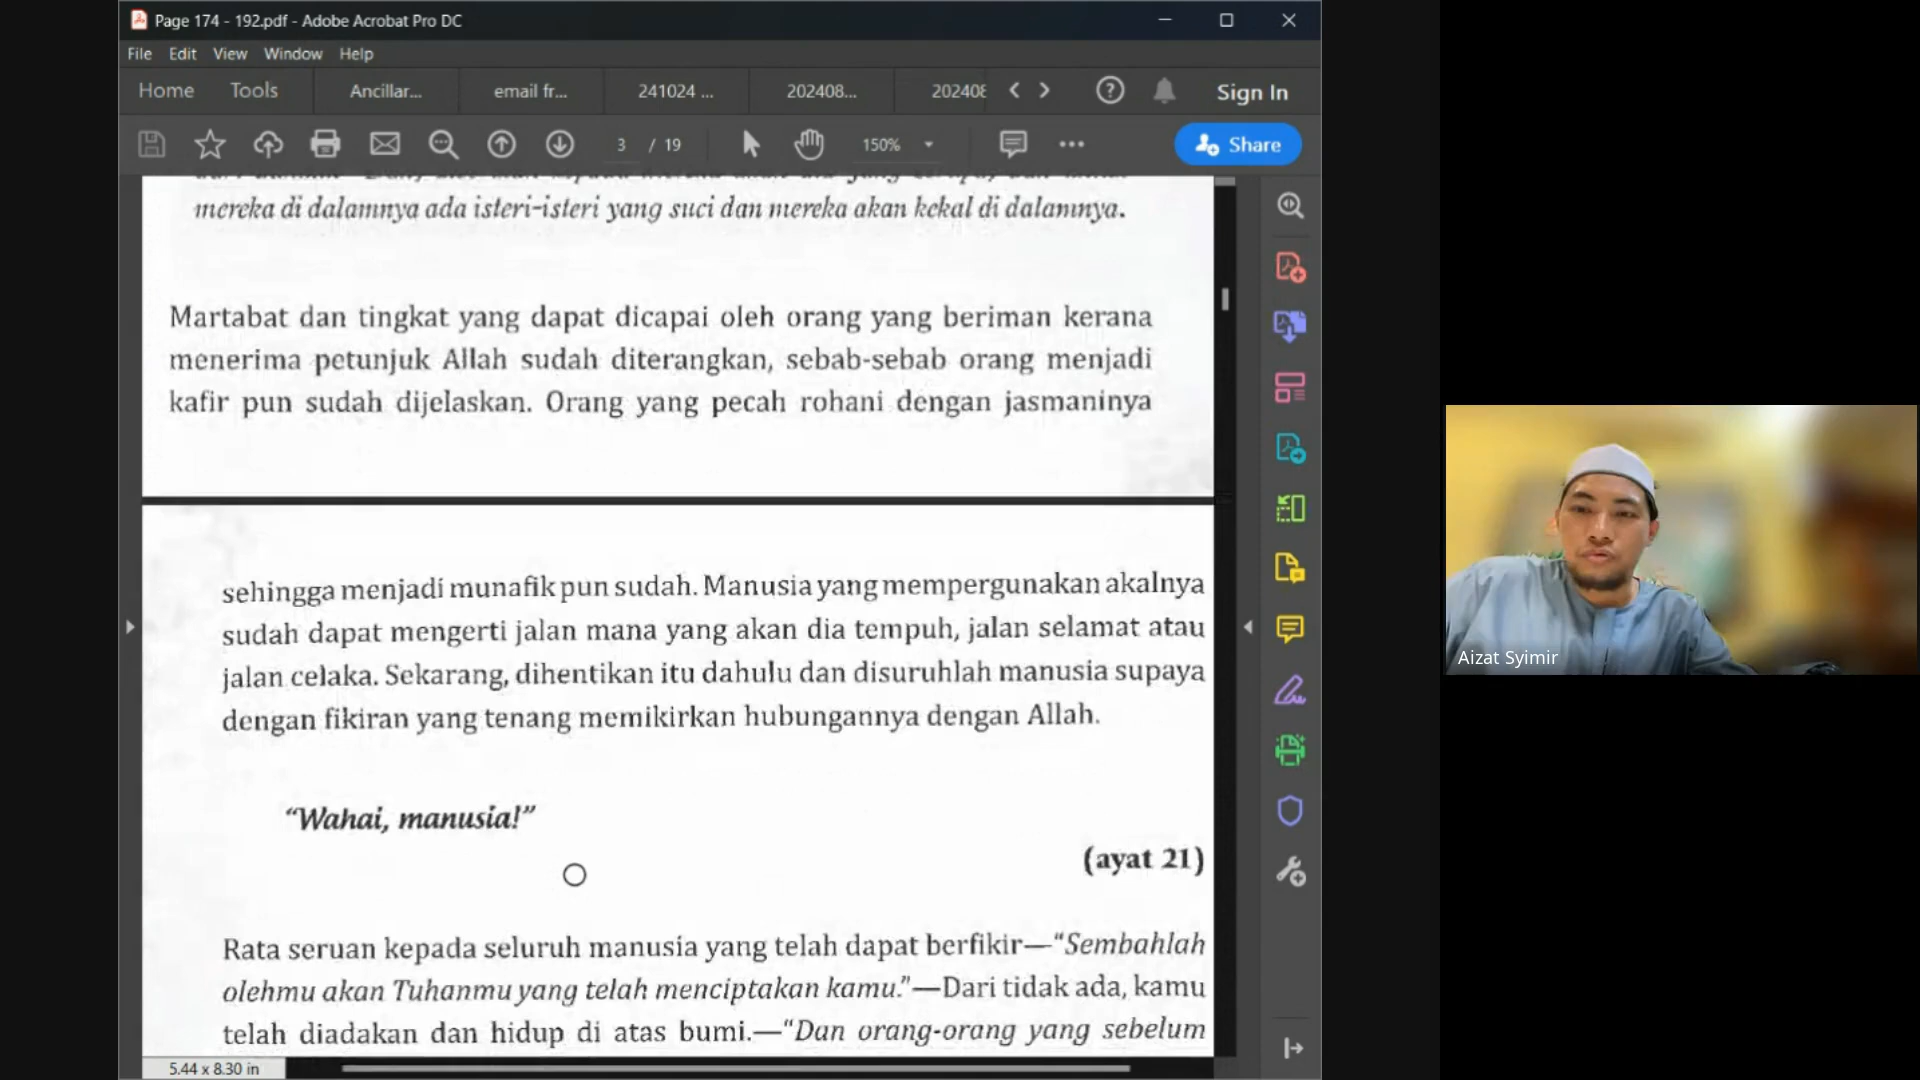 Page 174 - 192.pdf - Adobe Acrobat Pro DC
File Edit View Window Help
Home Tools Ancillar... email fr... 241024 ... 202408... 202408 Sign In
3 / 19 150% Share
mereka di dalamnya ada isteri-isteri yang suci dan mereka akan kekal di dalamnya.
Martabat dan tingkat yang dapat dicapai oleh orang yang beriman kerana
menerima petunjuk Allah sudah diterangkan, sebab-sebab orang menjadi
kafir pun sudah dijelaskan. Orang yang pecah rohani dengan jasmaninya
sehingga menjadi munafik pun sudah. Manusia yang mempergunakan akalnya
sudah dapat mengerti jalan mana yang akan dia tempuh, jalan selamat atau
jalan celaka. Sekarang, dihentikan itu dahulu dan disuruhlah manusia supaya
dengan fikiran yang tenang memikirkan hubungannya dengan Allah.
“Wahai, manusia!”
(ayat 21)
Rata seruan kepada seluruh manusia yang telah dapat berfikir—“Sembahlah
olehmu akan Tuhanmu yang telah menciptakan kamu.”—Dari tidak ada, kamu
telah diadakan dan hidup di atas bumi.—“Dan orang-orang yang sebelum
5.44 x 8.30 in
Aizat Syimir